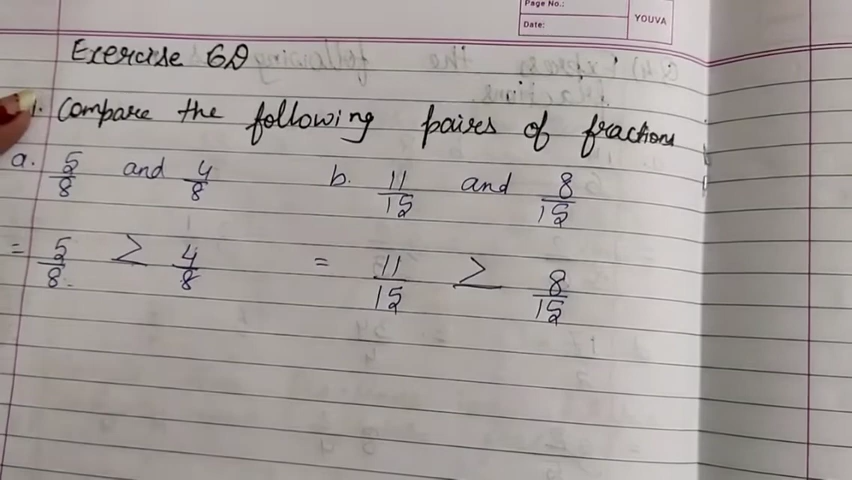 Page No.:
Date:
YOUVA
Exercise 6D
1. Compare the following pairs of fractions
a. 5/8 and 4/8 b. 11/15 and 8/15
= 5/8 ≥ 4/8 = 11/15 ≥ 8/15